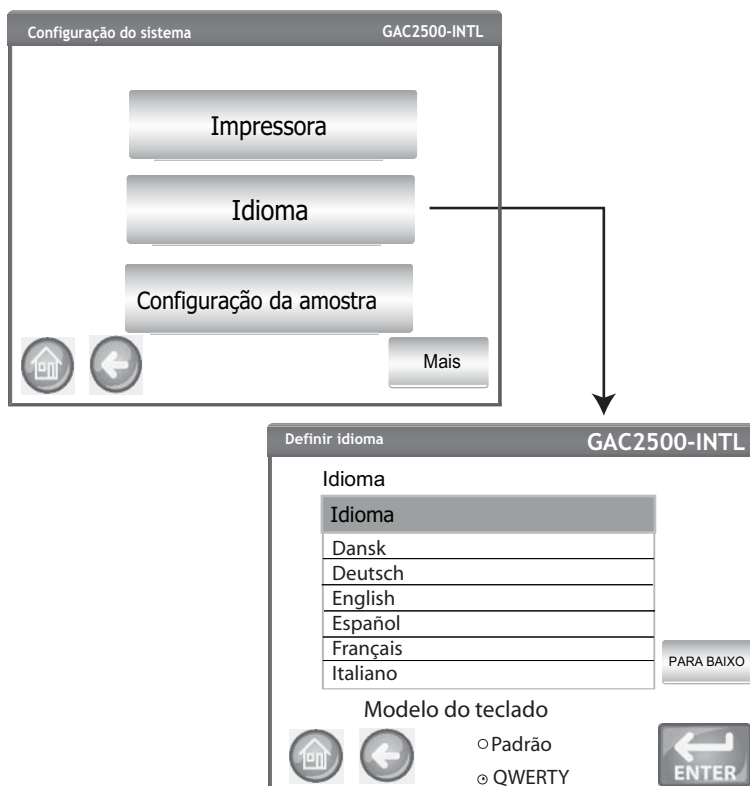 Configuração do sistema GAC2500-INTL
Impressora
Idioma
Configuração da amostra
Mais
Definir idioma GAC2500-INTL
Idioma
Idioma
Dansk
Deutsch
English
Español
Français
Italiano
PARA BAIXO
Modelo do teclado
Padrão
QWERTY
ENTER